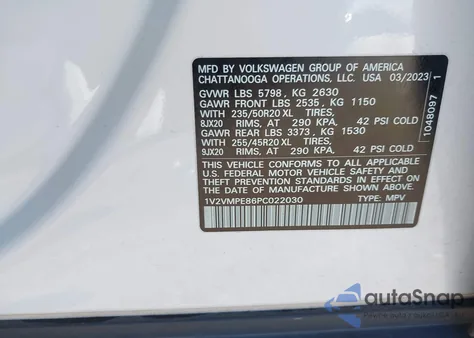 MFD BY VOLKSWAGEN GROUP OF AMERICA
CHATTANOOGA OPERATIONS, LLC. USA 03/2023
GVWR LBS 5798, KG 2630
GAWR FRONT LBS 2535, KG 1150
WITH 235/50R20 XL TIRES,
8JX20 RIMS, AT 290 KPA, 42 PSI COLD
GAWR REAR LBS 3373, KG 1530
WITH 255/45R20 XL TIRES,
9JX20 RIMS, AT 290 KPA, 42 PSI COLD
THIS VEHICLE CONFORMS TO ALL APPLICABLE
U.S. FEDERAL MOTOR VEHICLE SAFETY AND
THEFT PREVENTION STANDARDS IN EFFECT ON
THE DATE OF MANUFACTURE SHOWN ABOVE.
1V2VMPE86PC022030 TYPE: MPV
1048097 1
autoSnap